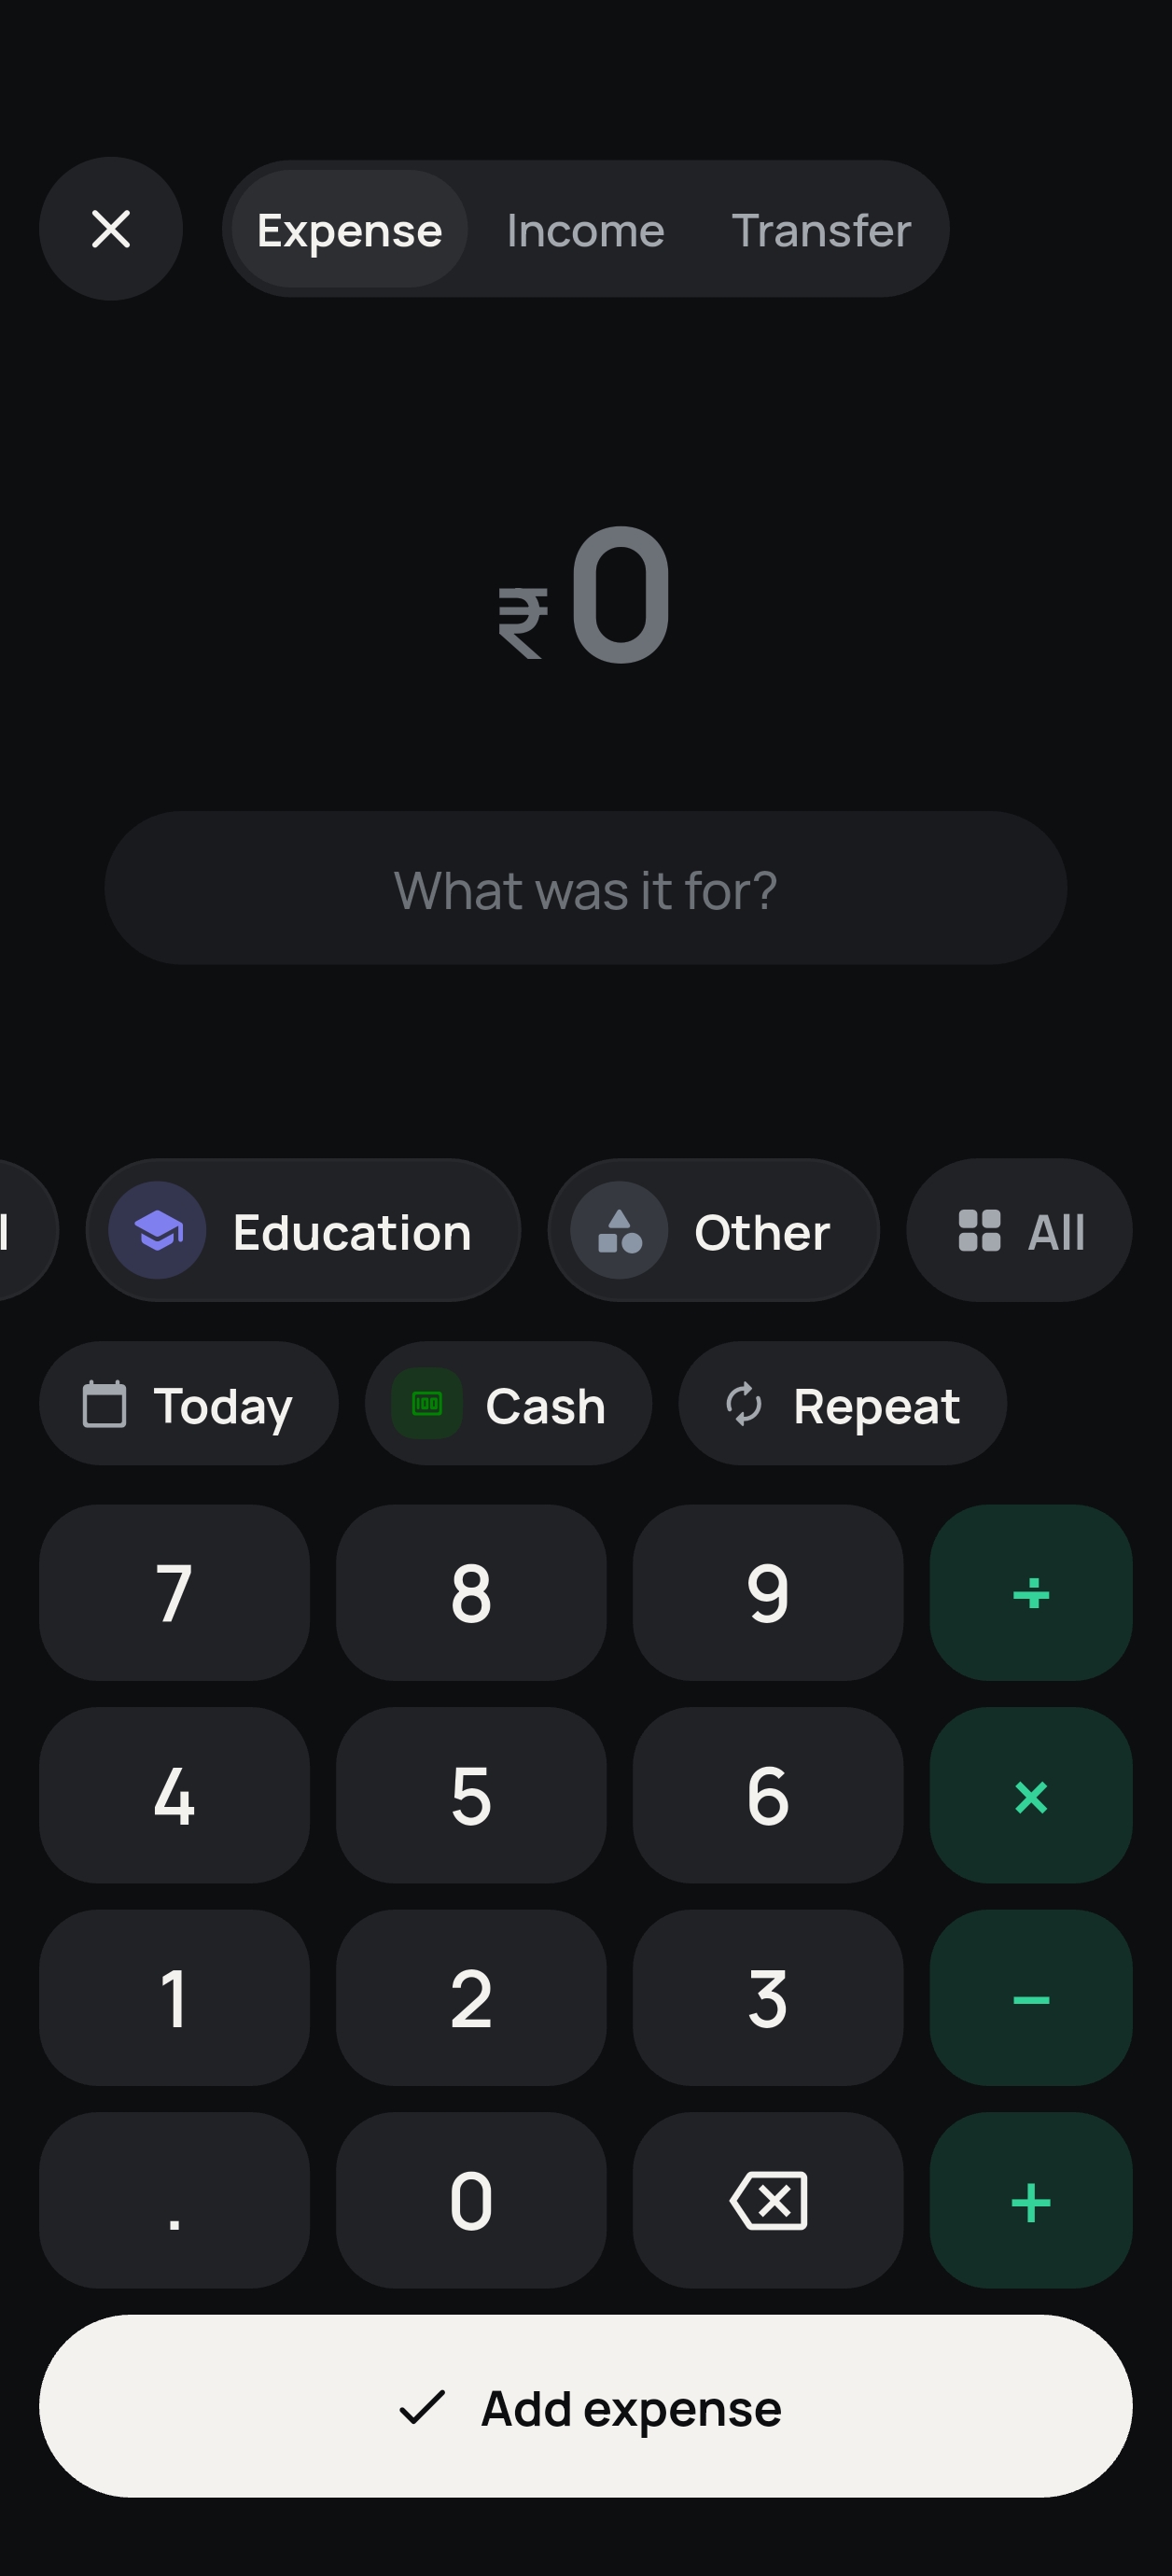 Expense Income Transfer
₹0
What was it for?
l Education Other All
Today Cash Repeat
7 8 9 ÷
4 5 6 ×
1 2 3 −
. 0 +
Add expense